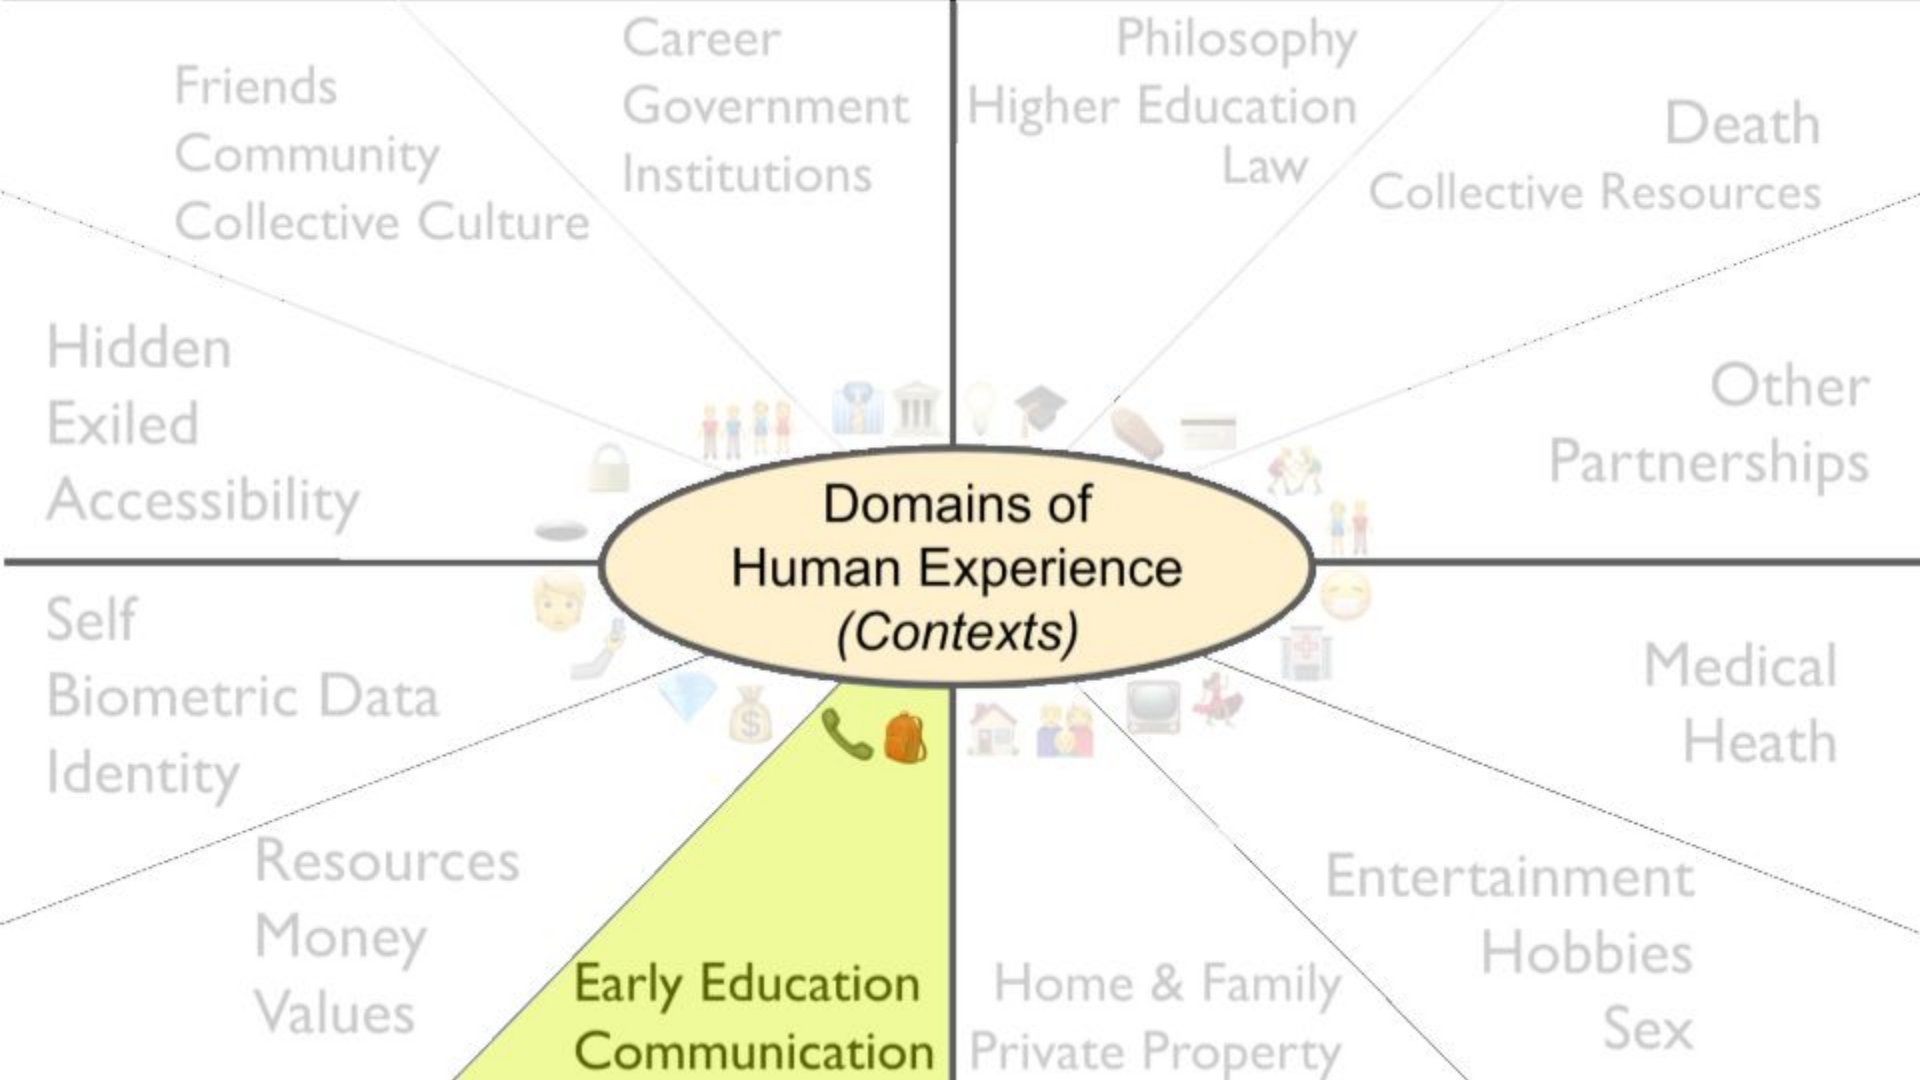 Friends
Community
Collective Culture
Career
Government
Institutions
Philosophy
Higher Education
Law
Death
Collective Resources
Hidden
Exiled
Accessibility
Other
Partnerships
Domains of
Human Experience
(Contexts)
Self
Biometric Data
Identity
Medical
Heath
Resources
Money
Values
Early Education
Communication
Home & Family
Private Property
Entertainment
Hobbies
Sex